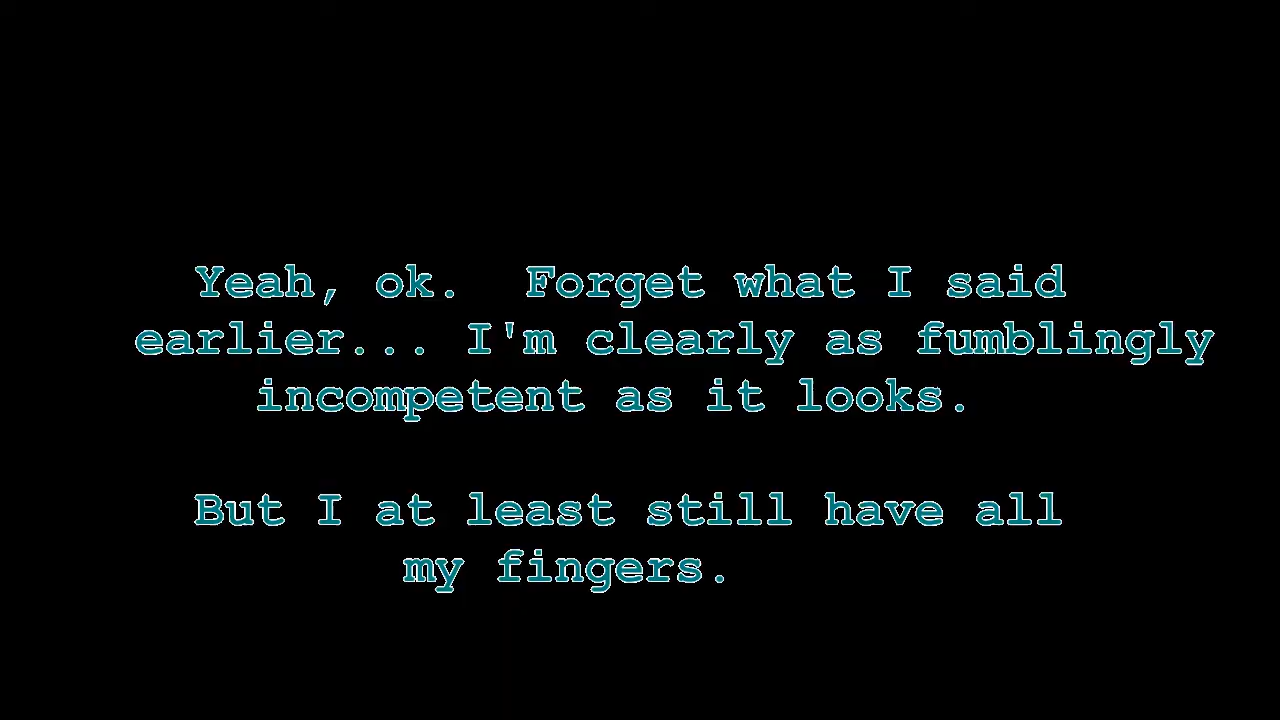 Yeah, ok.  Forget what I said
earlier... I'm clearly as fumblingly
incompetent as it looks.
But I at least still have all
my fingers.